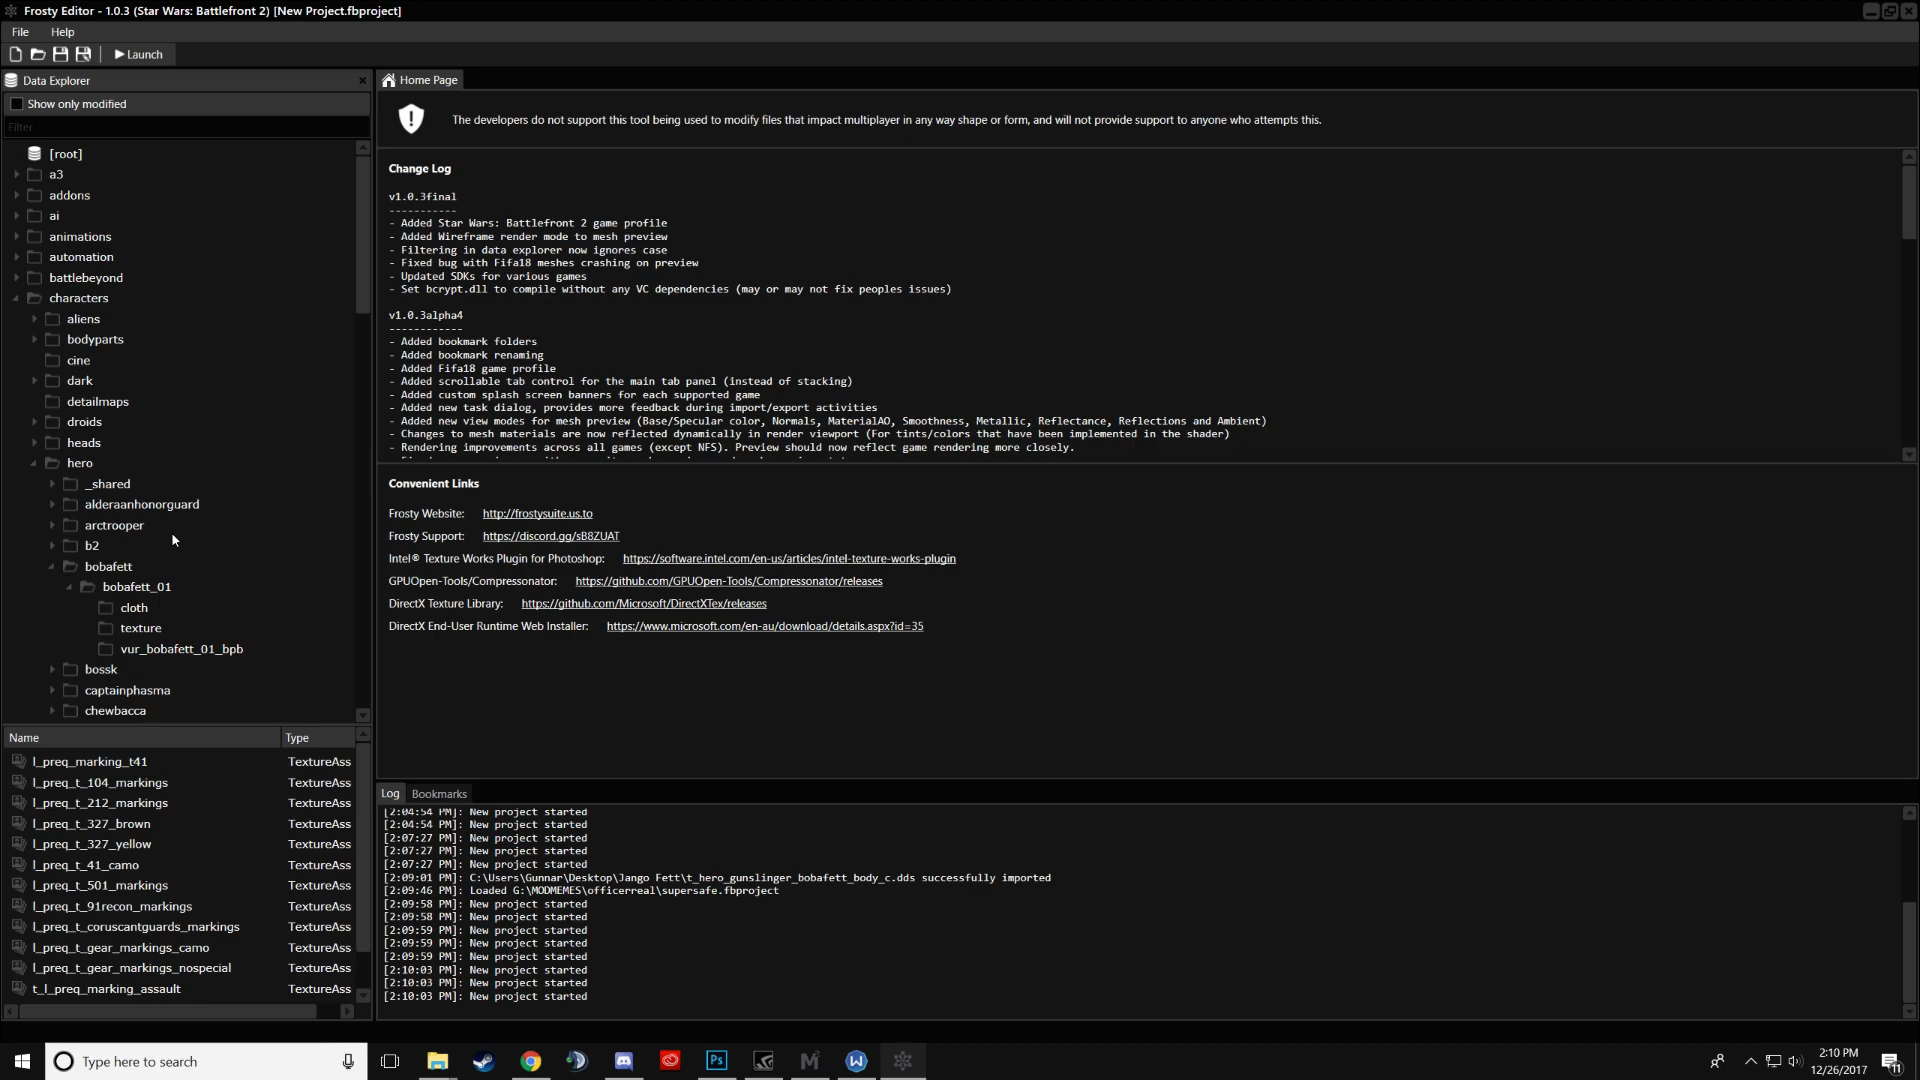 Frosty Editor - 1.0.3 (Star Wars: Battlefront 2) [New Project.fbproject]
File Help
Launch
Data Explorer
Show only modified
Filter
[root]
a3
addons
ai
animations
automation
battlebeyond
characters
aliens
bodyparts
cine
dark
detailmaps
droids
heads
hero
_shared
alderaanhonorguard
arctrooper
b2
bobafett
bobafett_01
cloth
texture
vur_bobafett_01_bpb
bossk
captainphasma
chewbacca
Name Type
l_preq_marking_t41 TextureAss
l_preq_t_104_markings TextureAss
l_preq_t_212_markings TextureAss
l_preq_t_327_brown TextureAss
l_preq_t_327_yellow TextureAss
l_preq_t_41_camo TextureAss
l_preq_t_501_markings TextureAss
l_preq_t_91recon_markings TextureAss
l_preq_t_coruscantguards_markings TextureAss
l_preq_t_gear_markings_camo TextureAss
l_preq_t_gear_markings_nospecial TextureAss
t_l_preq_marking_assault TextureAss
Home Page
The developers do not support this tool being used to modify files that impact multiplayer in any way shape or form, and will not provide support to anyone who attempts this.
Change Log
v1.0.3final
-----------
- Added Star Wars: Battlefront 2 game profile
- Added Wireframe render mode to mesh preview
- Filtering in data explorer now ignores case
- Fixed bug with Fifa18 meshes crashing on preview
- Updated SDKs for various games
- Set bcrypt.dll to compile without any VC dependencies (may or may not fix peoples issues)
v1.0.3alpha4
------------
- Added bookmark folders
- Added bookmark renaming
- Added Fifa18 game profile
- Added scrollable tab control for the main tab panel (instead of stacking)
- Added custom splash screen banners for each supported game
- Added new task dialog, provides more feedback during import/export activities
- Added new view modes for mesh preview (Base/Specular color, Normals, MaterialAO, Smoothness, Metallic, Reflectance, Reflections and Ambient)
- Changes to mesh materials are now reflected dynamically in render viewport (For tints/colors that have been implemented in the shader)
- Rendering improvements across all games (except NFS). Preview should now reflect game rendering more closely.
Convenient Links
Frosty Website: http://frostysuite.us.to
Frosty Support: https://discord.gg/sB8ZUAT
Intel® Texture Works Plugin for Photoshop: https://software.intel.com/en-us/articles/intel-texture-works-plugin
GPUOpen-Tools/Compressonator: https://github.com/GPUOpen-Tools/Compressonator/releases
DirectX Texture Library: https://github.com/Microsoft/DirectXTex/releases
DirectX End-User Runtime Web Installer: https://www.microsoft.com/en-au/download/details.aspx?id=35
Log Bookmarks
[2:04:54 PM]: New project started
[2:04:54 PM]: New project started
[2:07:27 PM]: New project started
[2:07:27 PM]: New project started
[2:07:27 PM]: New project started
[2:09:01 PM]: C:\Users\Gunnar\Desktop\Jango Fett\t_hero_gunslinger_bobafett_body_c.dds successfully imported
[2:09:46 PM]: Loaded G:\MODMEMES\officerreal\supersafe.fbproject
[2:09:58 PM]: New project started
[2:09:58 PM]: New project started
[2:09:59 PM]: New project started
[2:09:59 PM]: New project started
[2:09:59 PM]: New project started
[2:10:03 PM]: New project started
[2:10:03 PM]: New project started
[2:10:03 PM]: New project started
Type here to search
Ps
2:10 PM
12/26/2017
11